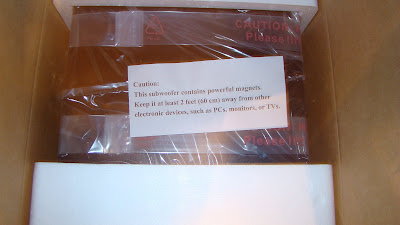 CAUTION
Please lif
Caution:
This subwoofer contains powerful magnets.
Keep it at least 2 feet (60 cm) away from other
electronic devices, such as PCs, monitors, or TVs.